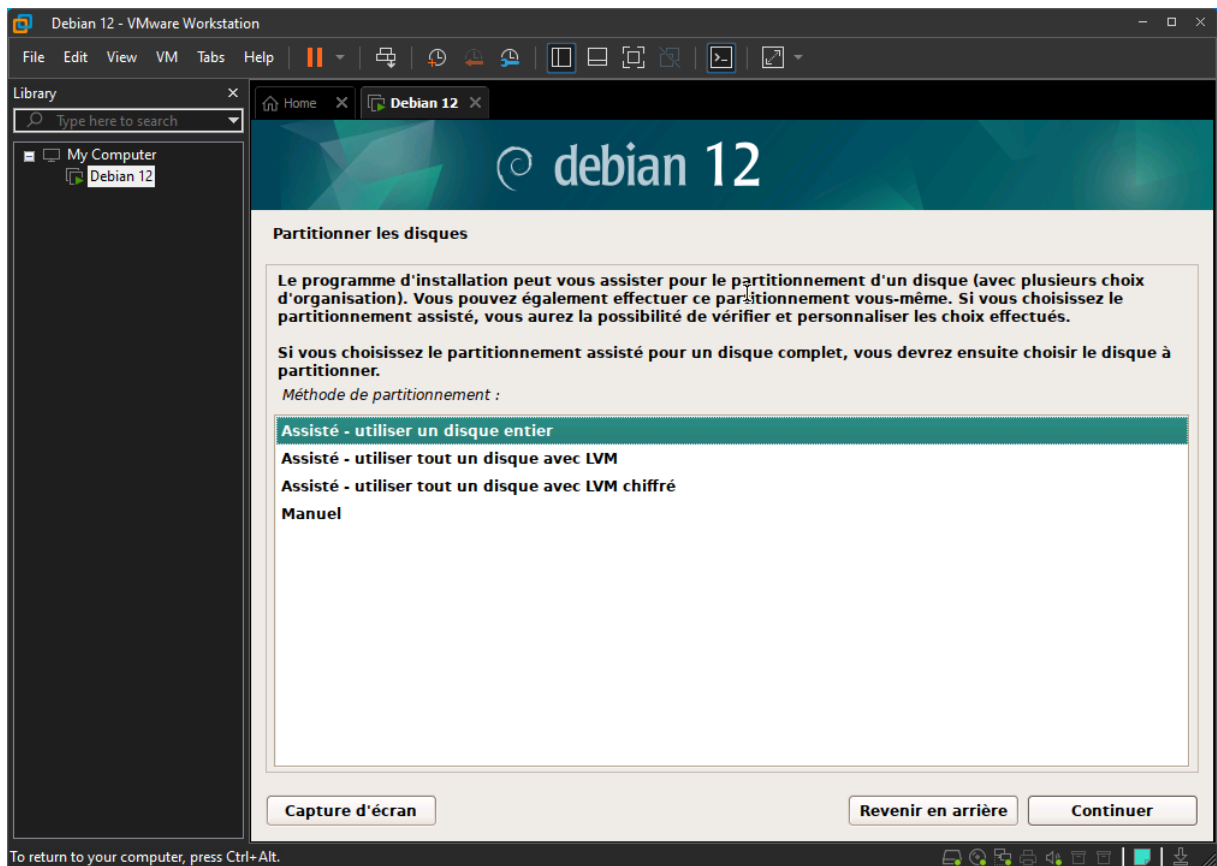 Debian 12 - VMware Workstation
File Edit View VM Tabs Help
Library
Type here to search
My Computer
Debian 12
Home
Debian 12
debian 12
Partitionner les disques
Le programme d'installation peut vous assister pour le partitionnement d'un disque (avec plusieurs choix
d'organisation). Vous pouvez également effectuer ce partitionnement vous-même. Si vous choisissez le
partitionnement assisté, vous aurez la possibilité de vérifier et personnaliser les choix effectués.
Si vous choisissez le partitionnement assisté pour un disque complet, vous devrez ensuite choisir le disque à
partitionner.
Méthode de partitionnement :
Assisté - utiliser un disque entier
Assisté - utiliser tout un disque avec LVM
Assisté - utiliser tout un disque avec LVM chiffré
Manuel
Capture d'écran
Revenir en arrière
Continuer
To return to your computer, press Ctrl+Alt.